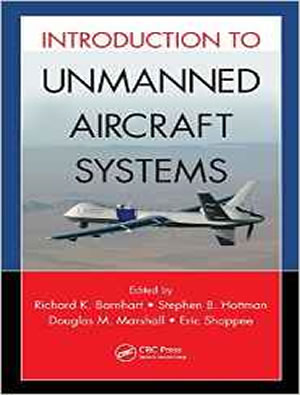 INTRODUCTION TO
UNMANNED
AIRCRAFT
SYSTEMS
Edited by
Richard K. Barnhart • Stephen B. Hottman
Douglas M. Marshall • Eric Shappee
CRC Press